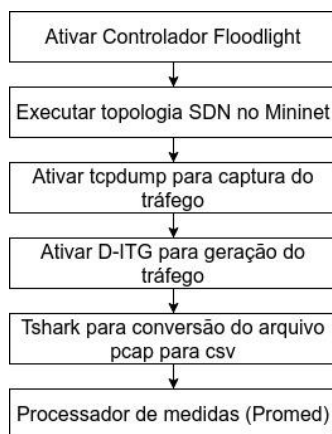 Ativar Controlador Floodlight
Executar topologia SDN no Mininet
Ativar tcpdump para captura do
tráfego
Ativar D-ITG para geração do
tráfego
Tshark para conversão do arquivo
pcap para csv
Processador de medidas (Promed)